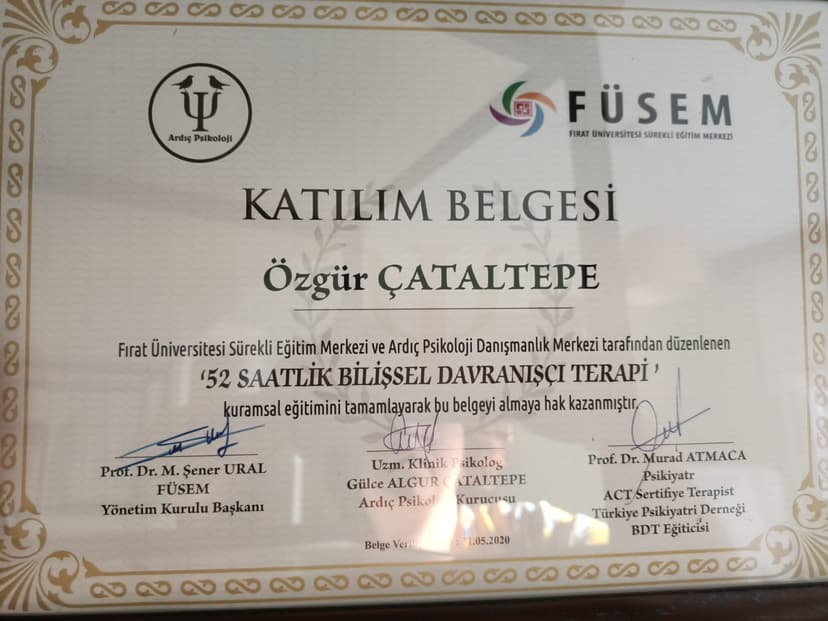 Ardıç Psikoloji
FÜSEM
FIRAT ÜNİVERSİTESİ SÜREKLİ EĞİTİM MERKEZİ
KATILIM BELGESİ
Özgür ÇATALTEPE
Fırat Üniversitesi Sürekli Eğitim Merkezi ve Ardıç Psikoloji Danışmanlık Merkezi tarafından düzenlenen
‘52 SAATLİK BİLİŞSEL DAVRANIŞÇI TERAPİ ’
kuramsal eğitimini tamamlayarak bu belgeyi almaya hak kazanmıştır.
Prof. Dr. M. Şener URAL
FÜSEM
Yönetim Kurulu Başkanı
Uzm. Klinik Psikolog
Gülce ALGUR ÇATALTEPE
Ardıç Psikoloji Kurucusu
Prof. Dr. Murad ATMACA
Psikiyatr
ACT Sertifiye Terapist
Türkiye Psikiyatri Derneği
BDT Eğiticisi
Belge